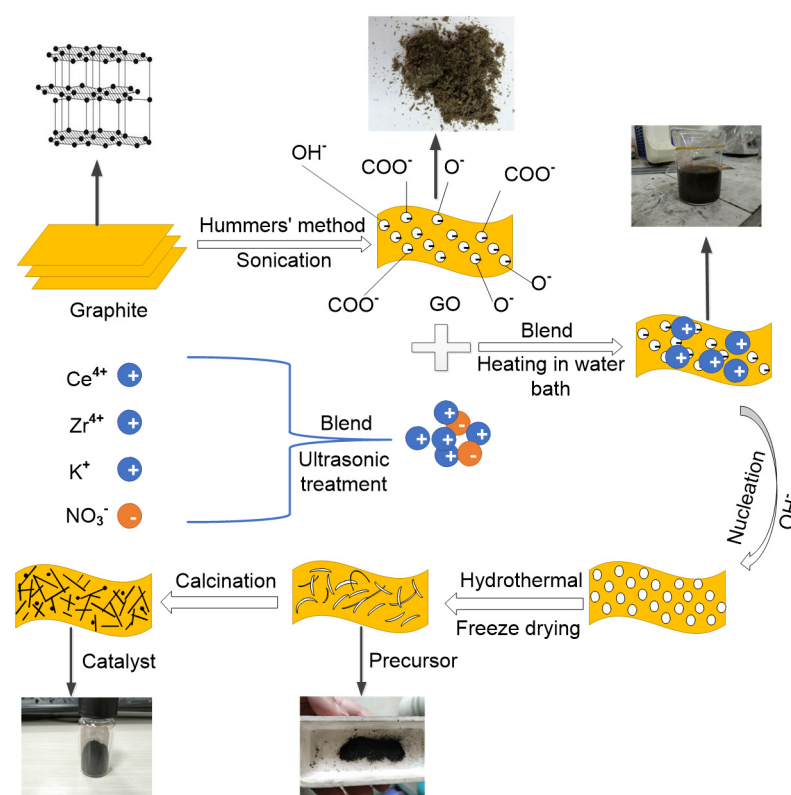 OH-
COO-
O-
COO-
Hummers' method
Sonication
Graphite
COO-
GO
O-
O-
Blend
Heating in water
bath
Ce4+
Zr4+
K+
NO3-
Blend
Ultrasonic
treatment
Nucleation
OH-
Hydrothermal
Freeze drying
Calcination
Precursor
Catalyst